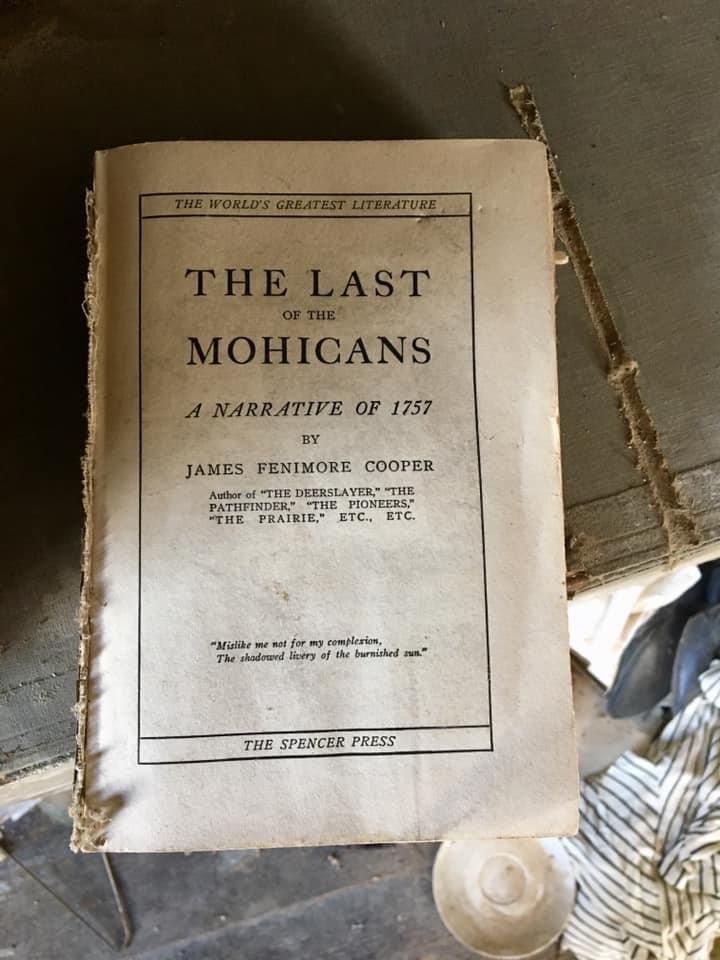 THE WORLD'S GREATEST LITERATURE
THE LAST
OF THE
MOHICANS
A NARRATIVE OF 1757
BY
JAMES FENIMORE COOPER
Author of "THE DEERSLAYER," "THE
PATHFINDER," "THE PIONEERS,"
"THE PRAIRIE," ETC., ETC.
"Mislike me not for my complexion,
The shadowed livery of the burnished sun."
THE SPENCER PRESS